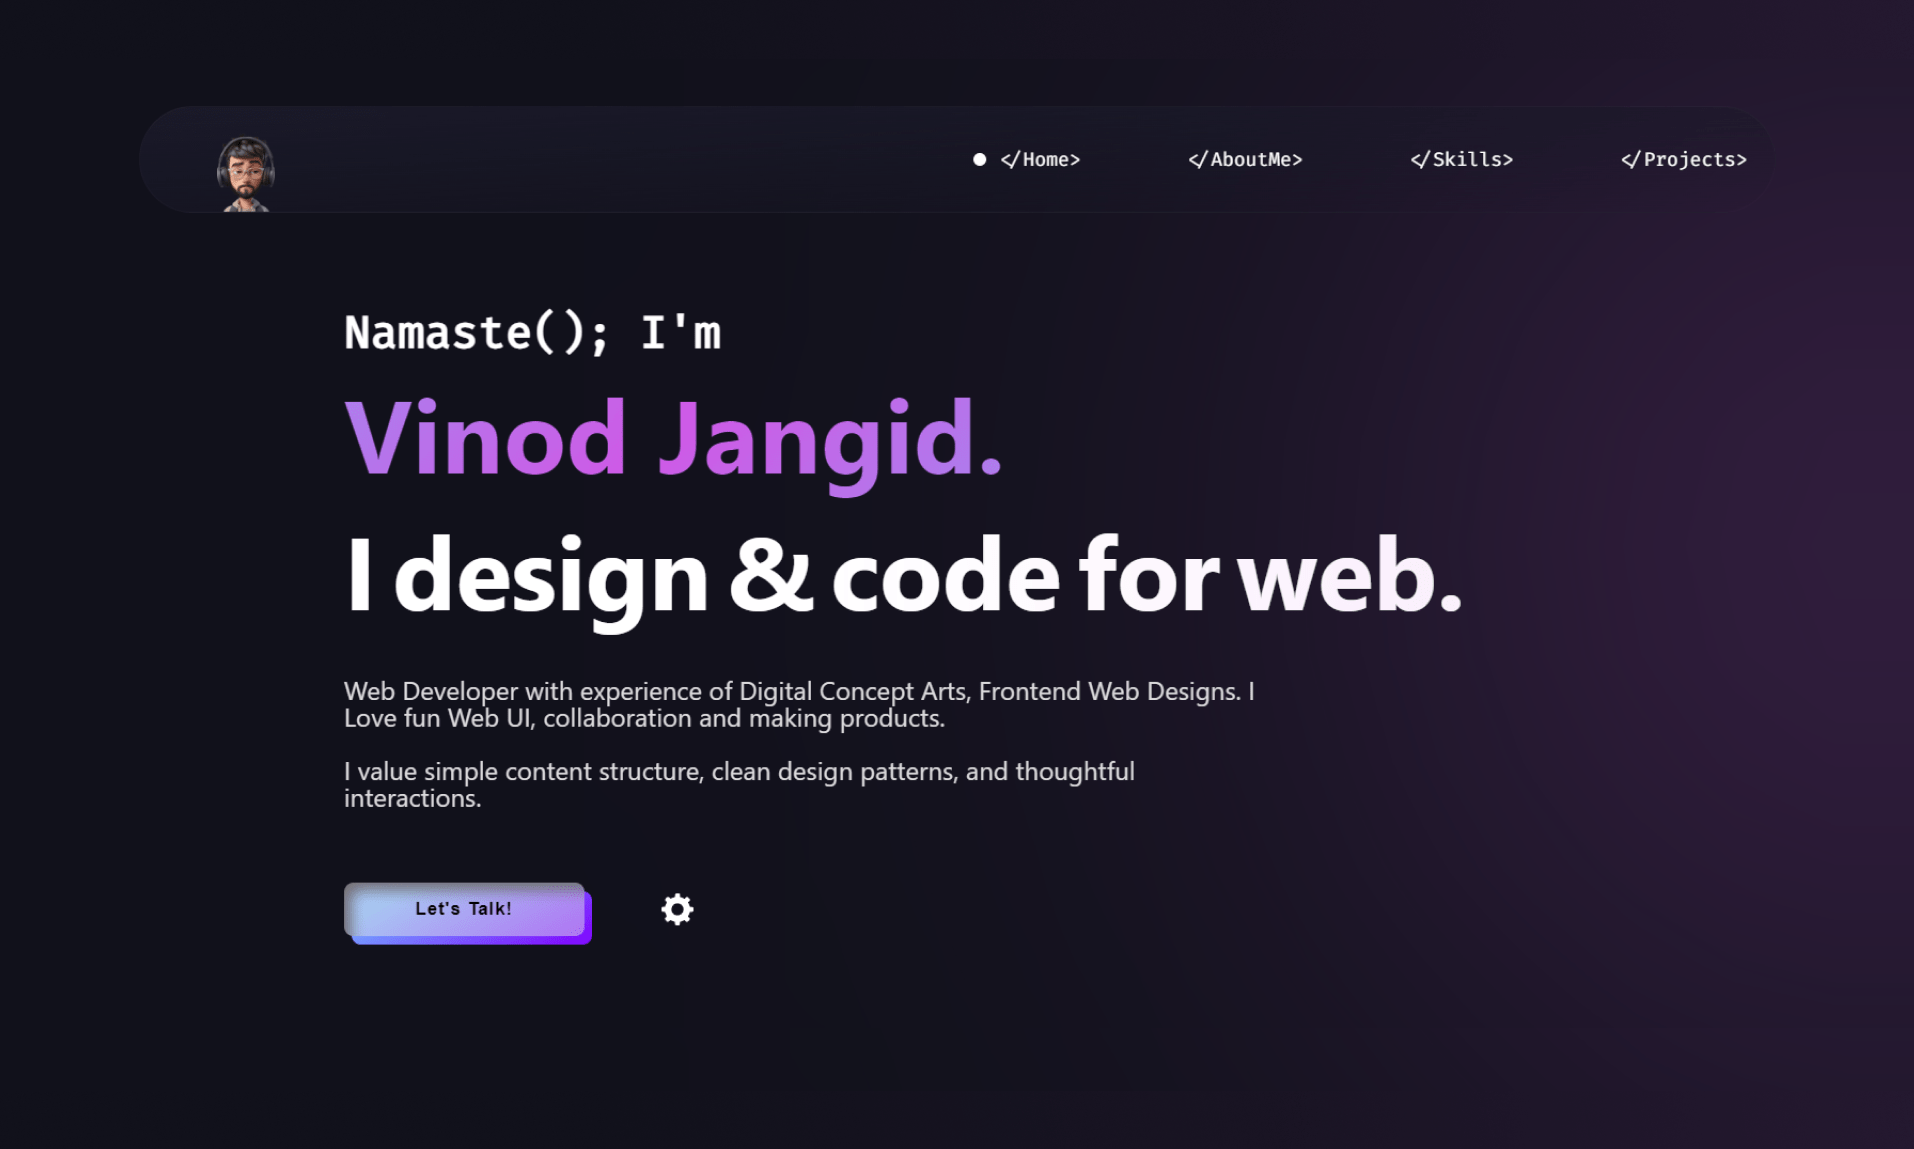 </Home> </AboutMe> </Skills> </Projects>
Namaste(); I'm
Vinod Jangid.
I design & code for web.
Web Developer with experience of Digital Concept Arts, Frontend Web Designs. I
Love fun Web UI, collaboration and making products.
I value simple content structure, clean design patterns, and thoughtful
interactions.
Let's Talk!